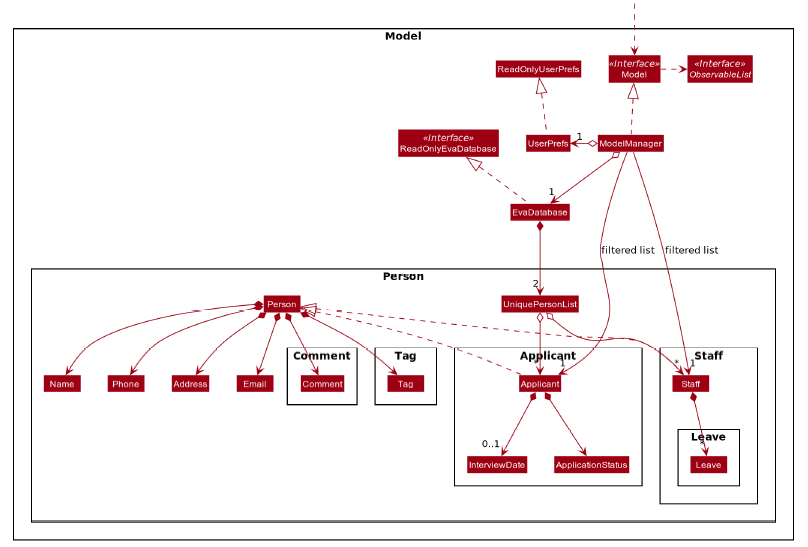 Model
ReadOnlyUserPrefs
«Interface»
Model
«Interface»
ObservableList
«Interface»
ReadOnlyEvaDatabase
UserPrefs
1
ModelManager
1
EvaDatabase
filtered list
filtered list
Person
2
Person
UniquePersonList
Comment
Tag
Applicant
Staff
*
1
*
1
Name
Phone
Address
Email
Comment
Tag
Applicant
Staff
0..1
Leave
*
InterviewDate
ApplicationStatus
Leave